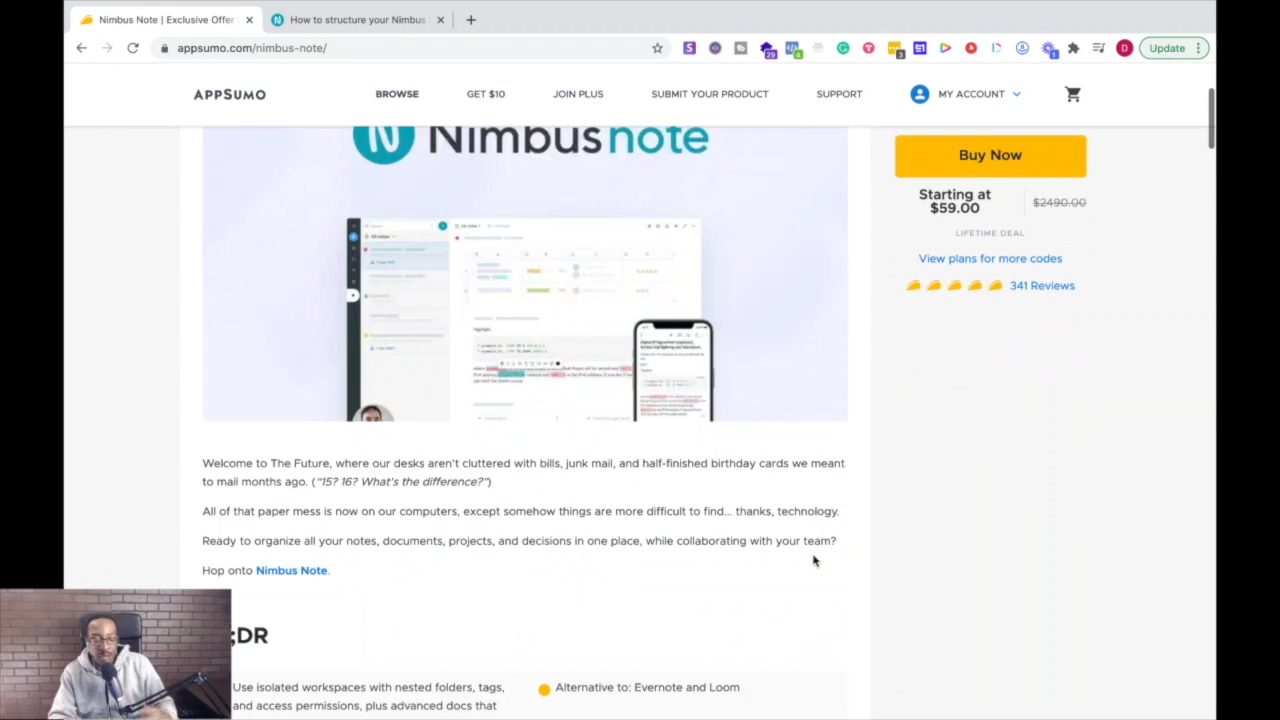 Nimbus Note | Exclusive Offer
How to structure your Nimbus
appsumo.com/nimbus-note/
29
4
3
1
D
Update
APPSUMO
BROWSE
GET $10
JOIN PLUS
SUBMIT YOUR PRODUCT
SUPPORT
MY ACCOUNT
N Nimbus note
Buy Now
Starting at
$59.00
$2490.00
LIFETIME DEAL
View plans for more codes
341 Reviews
Welcome to The Future, where our desks aren't cluttered with bills, junk mail, and half-finished birthday cards we meant
to mail months ago. ("15? 16? What's the difference?")
All of that paper mess is now on our computers, except somehow things are more difficult to find... thanks, technology.
Ready to organize all your notes, documents, projects, and decisions in one place, while collaborating with your team?
Hop onto Nimbus Note.
;DR
Use isolated workspaces with nested folders, tags,
and access permissions, plus advanced docs that
Alternative to: Evernote and Loom